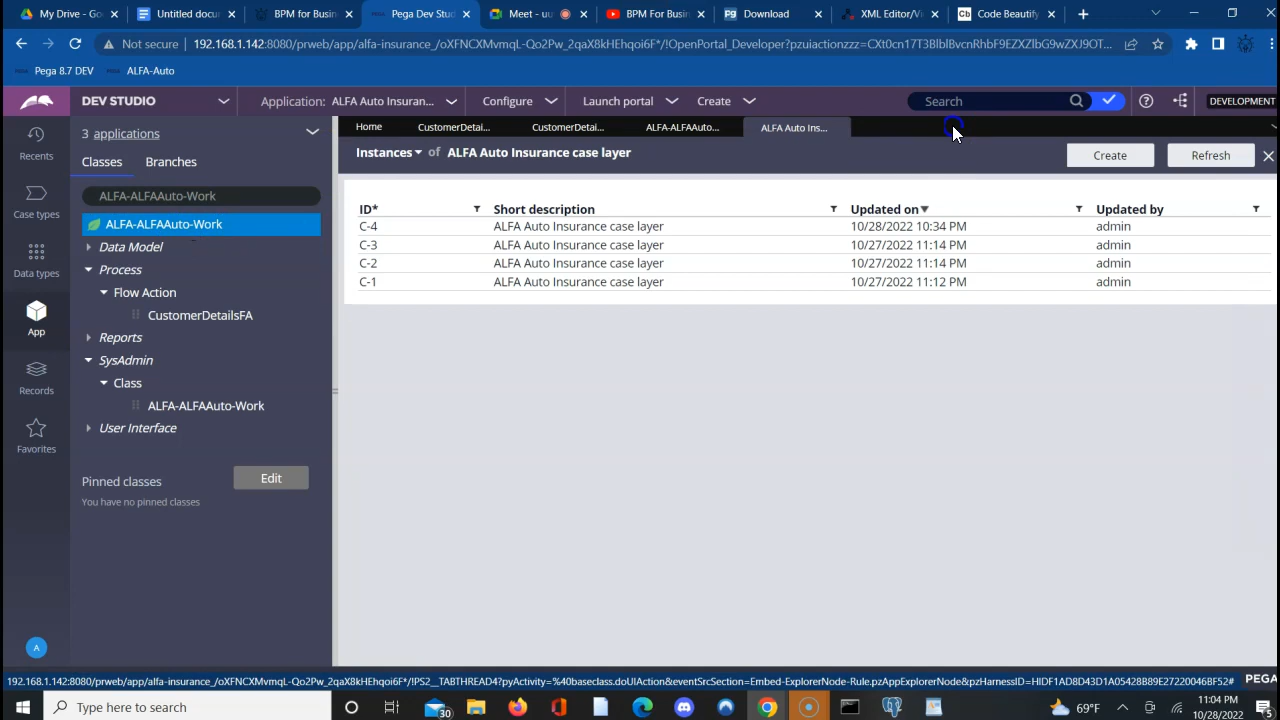 My Drive - Goo
Untitled docur
BPM for Busin
Pega Dev Stud
Meet - uu
BPM For Busin
Download
XML Editor/Vi
Code Beautify
Not secure
192.168.1.142:8080/prweb/app/alfa-insurance_/oXFNCXMvmqL-Qo2Pw_2qaX8kHEhqoi6F*/!OpenPortal_Developer?pzuiactionzzz=CXt0cn17T3BlblBvcnRhbF9EZXZlbG9wZXJ9OT...
Pega 8.7 DEV
ALFA-Auto
DEV STUDIO
Application: ALFA Auto Insuran...
Configure
Launch portal
Create
Search
DEVELOPMENT
Recents
Case types
Data types
App
Records
Favorites
A
3 applications
Classes
Branches
ALFA-ALFAAuto-Work
ALFA-ALFAAuto-Work
Data Model
Process
Flow Action
CustomerDetailsFA
Reports
SysAdmin
Class
ALFA-ALFAAuto-Work
User Interface
Pinned classes
Edit
You have no pinned classes
Home
CustomerDetai...
CustomerDetai...
ALFA-ALFAAuto...
ALFA Auto Ins...
Instances of ALFA Auto Insurance case layer
Create
Refresh
ID* Short description Updated on Updated by
C-4 ALFA Auto Insurance case layer 10/28/2022 10:34 PM admin
C-3 ALFA Auto Insurance case layer 10/27/2022 11:14 PM admin
C-2 ALFA Auto Insurance case layer 10/27/2022 11:14 PM admin
C-1 ALFA Auto Insurance case layer 10/27/2022 11:12 PM admin
192.168.1.142:8080/prweb/app/alfa-insurance_/oXFNCXMvmqL-Qo2Pw_2qaX8kHEhqoi6F*/!PS2__TABTHREAD4?pyActivity=%40baseclass.doUIAction&eventSrcSection=Embed-ExplorerNode-Rule.pzAppExplorerNode&pzHarnessID=HIDF1AD8D43D1A05428B89E27220046BF52#
PEGA
Type here to search
30
69°F
11:04 PM
10/28/2022
3